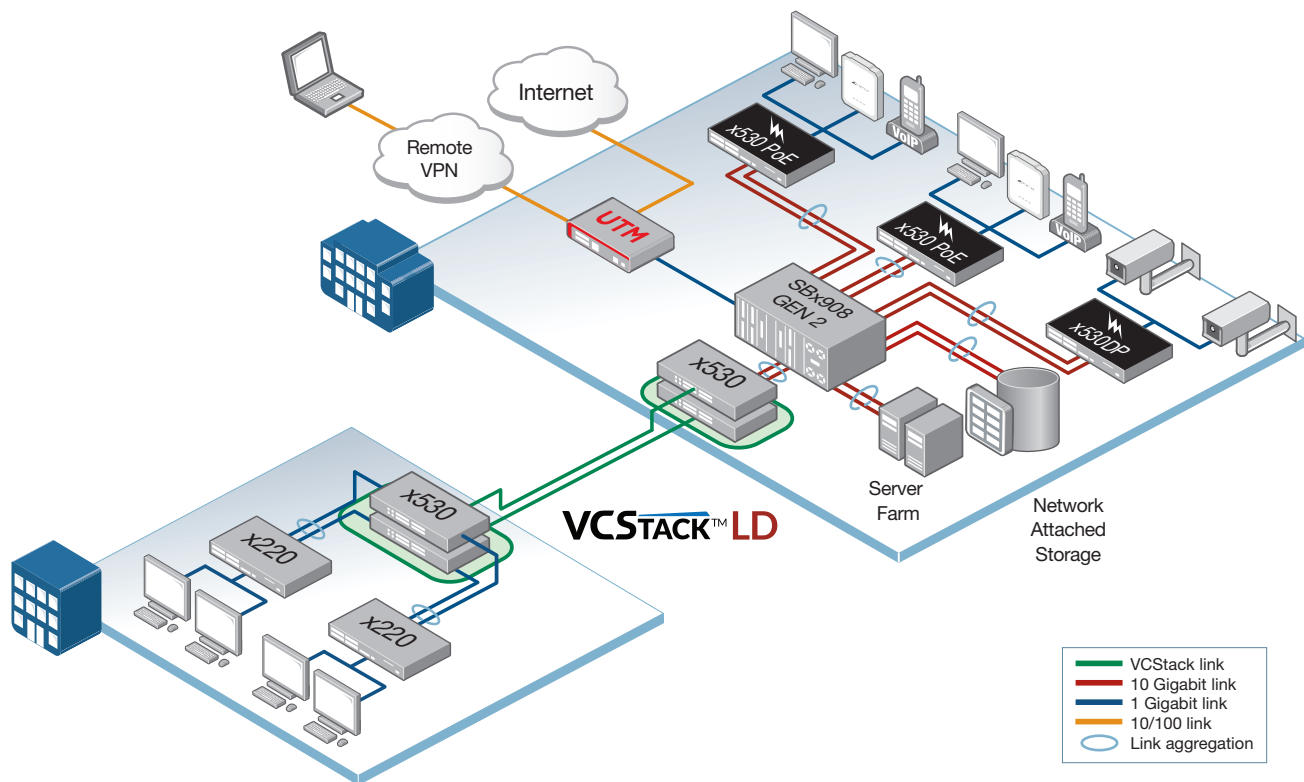 Internet
Remote
VPN
UTM
x530 PoE
VoIP
x530 PoE
VoIP
SBx908
GEN 2
x530DP
x530
Server
Farm
Network
Attached
Storage
x530
VCSTACK™ LD
x220
x220
VCStack link
10 Gigabit link
1 Gigabit link
10/100 link
Link aggregation